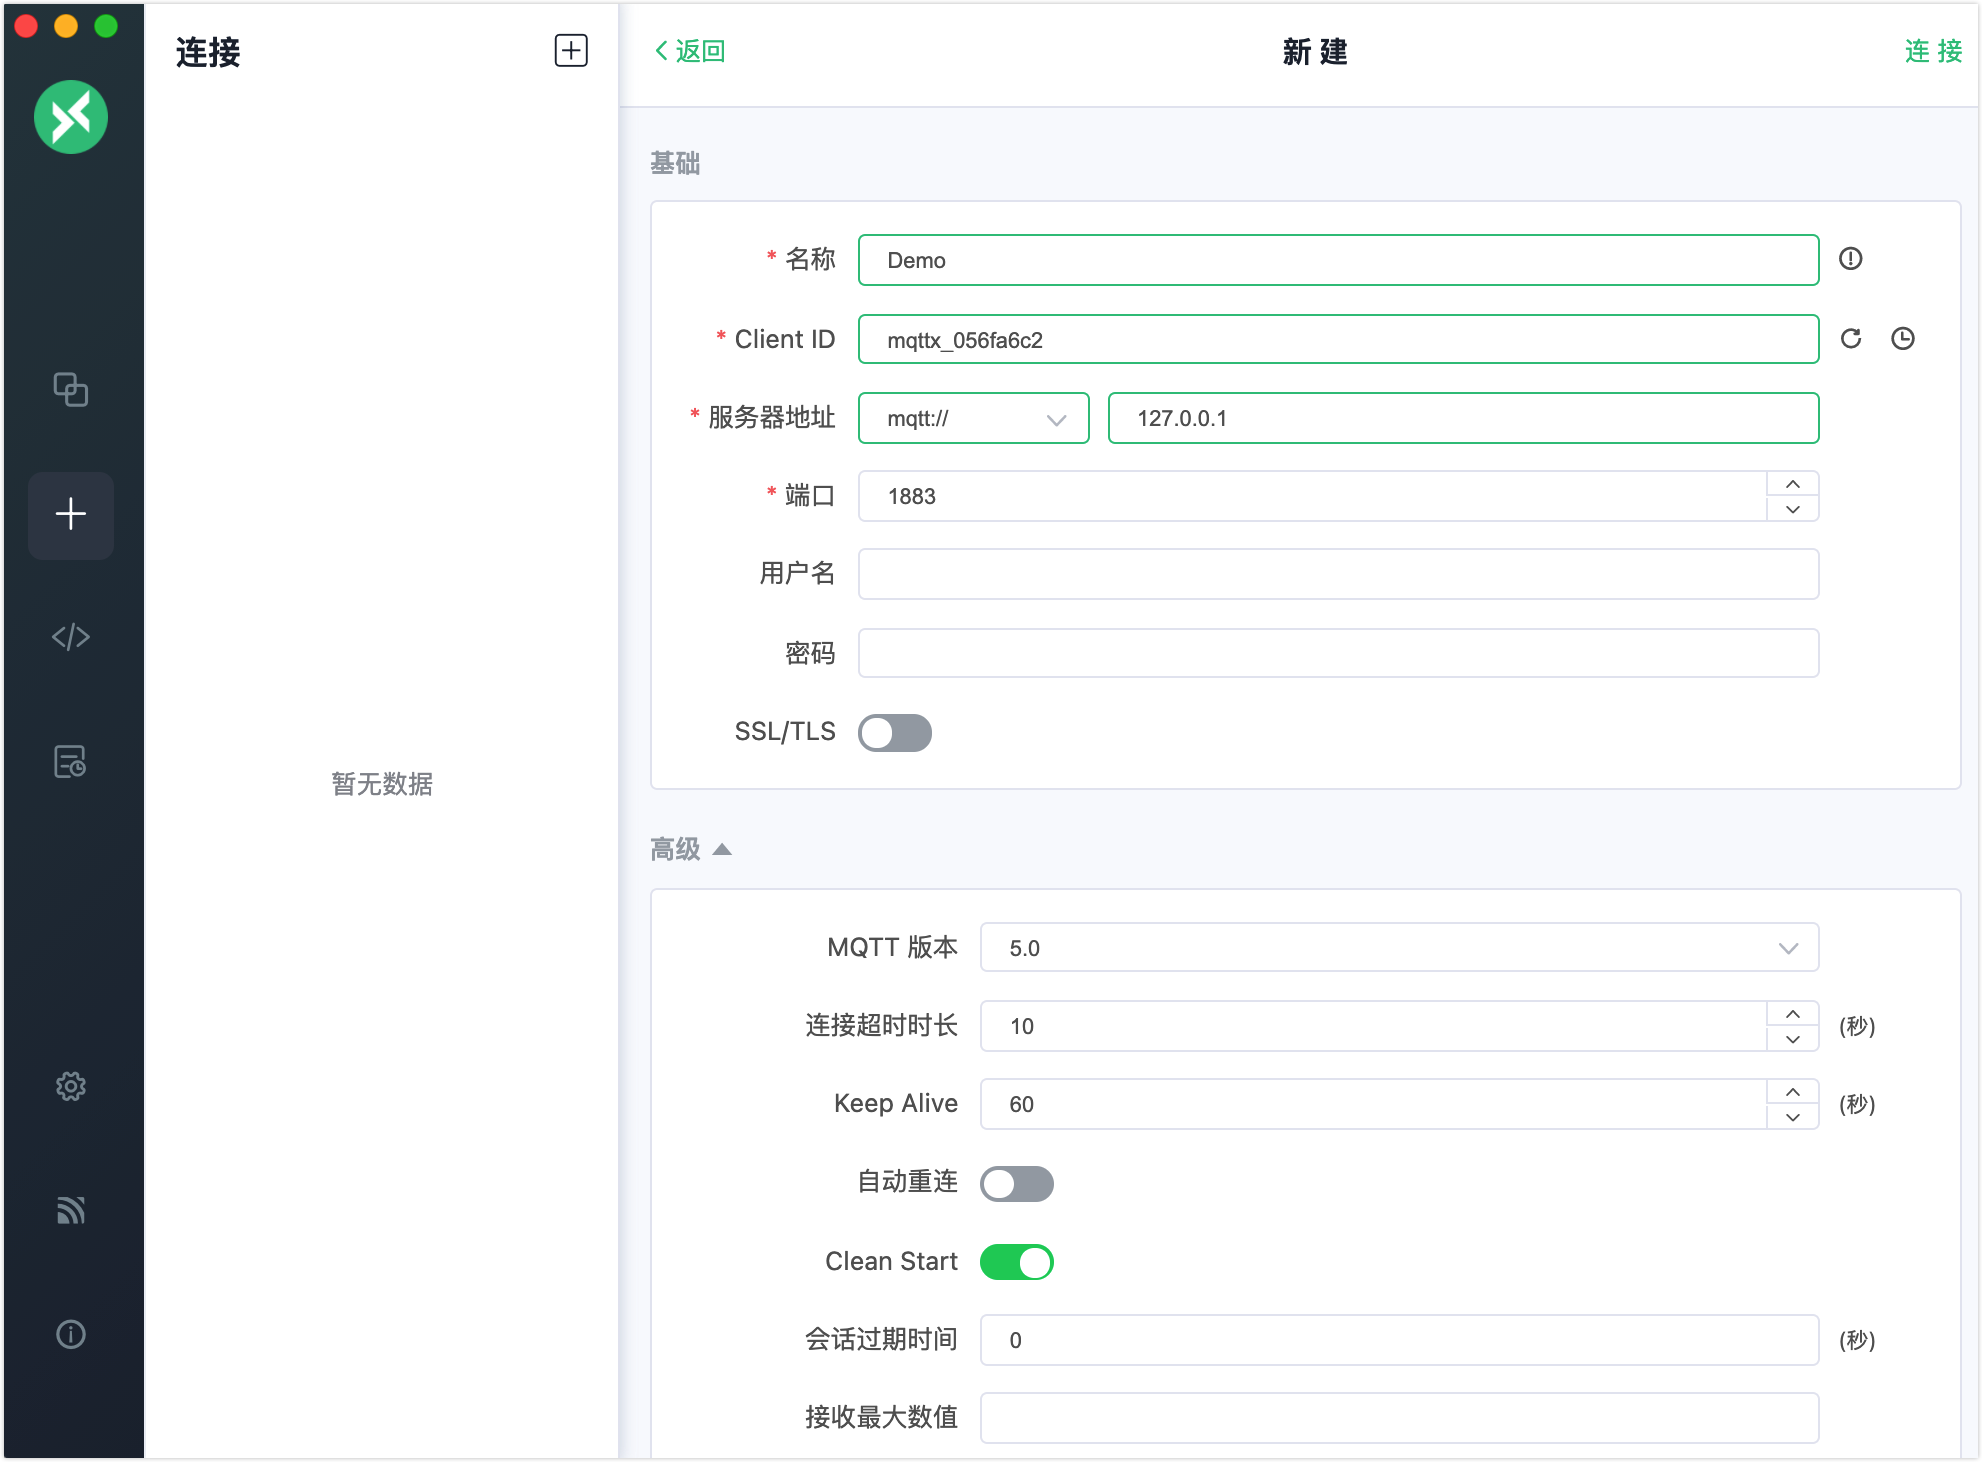 连接
返回
新 建
连 接
暂无数据
基础
* 名称
Demo
* Client ID
mqttx_056fa6c2
* 服务器地址
mqtt://
127.0.0.1
* 端口
1883
用户名
密码
SSL/TLS
高级
MQTT 版本
5.0
连接超时时长
10
(秒)
Keep Alive
60
(秒)
自动重连
Clean Start
会话过期时间
0
(秒)
接收最大数值